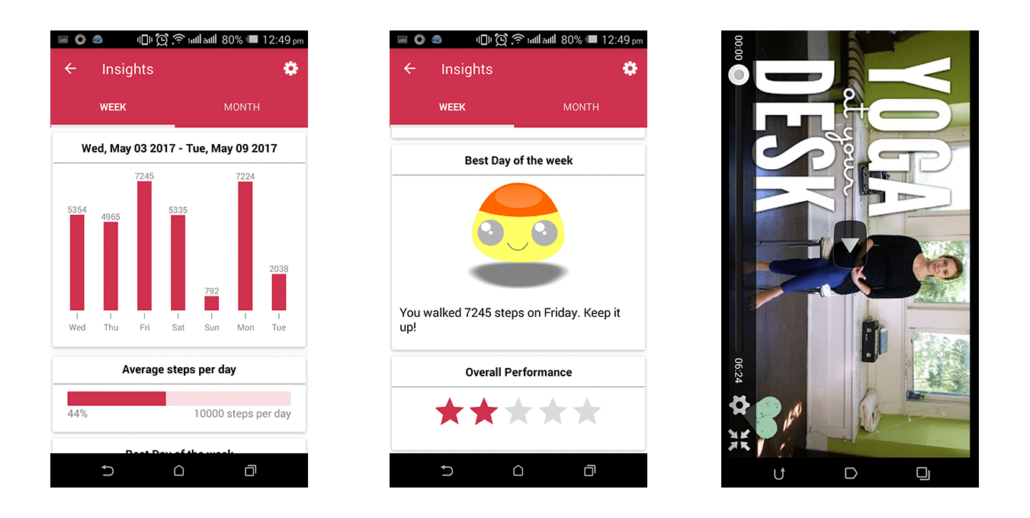 80% 12:49 pm
Insights
WEEK MONTH
Wed, May 03 2017 - Tue, May 09 2017
5354 4965 7245 5335 792 7224 2038
Wed Thu Fri Sat Sun Mon Tue
Average steps per day
44% 10000 steps per day
Best Day of the week
80% 12:49 pm
Insights
WEEK MONTH
Best Day of the week
You walked 7245 steps on Friday. Keep it
up!
Overall Performance
YOGA
at your
DESK
00:00 06:24